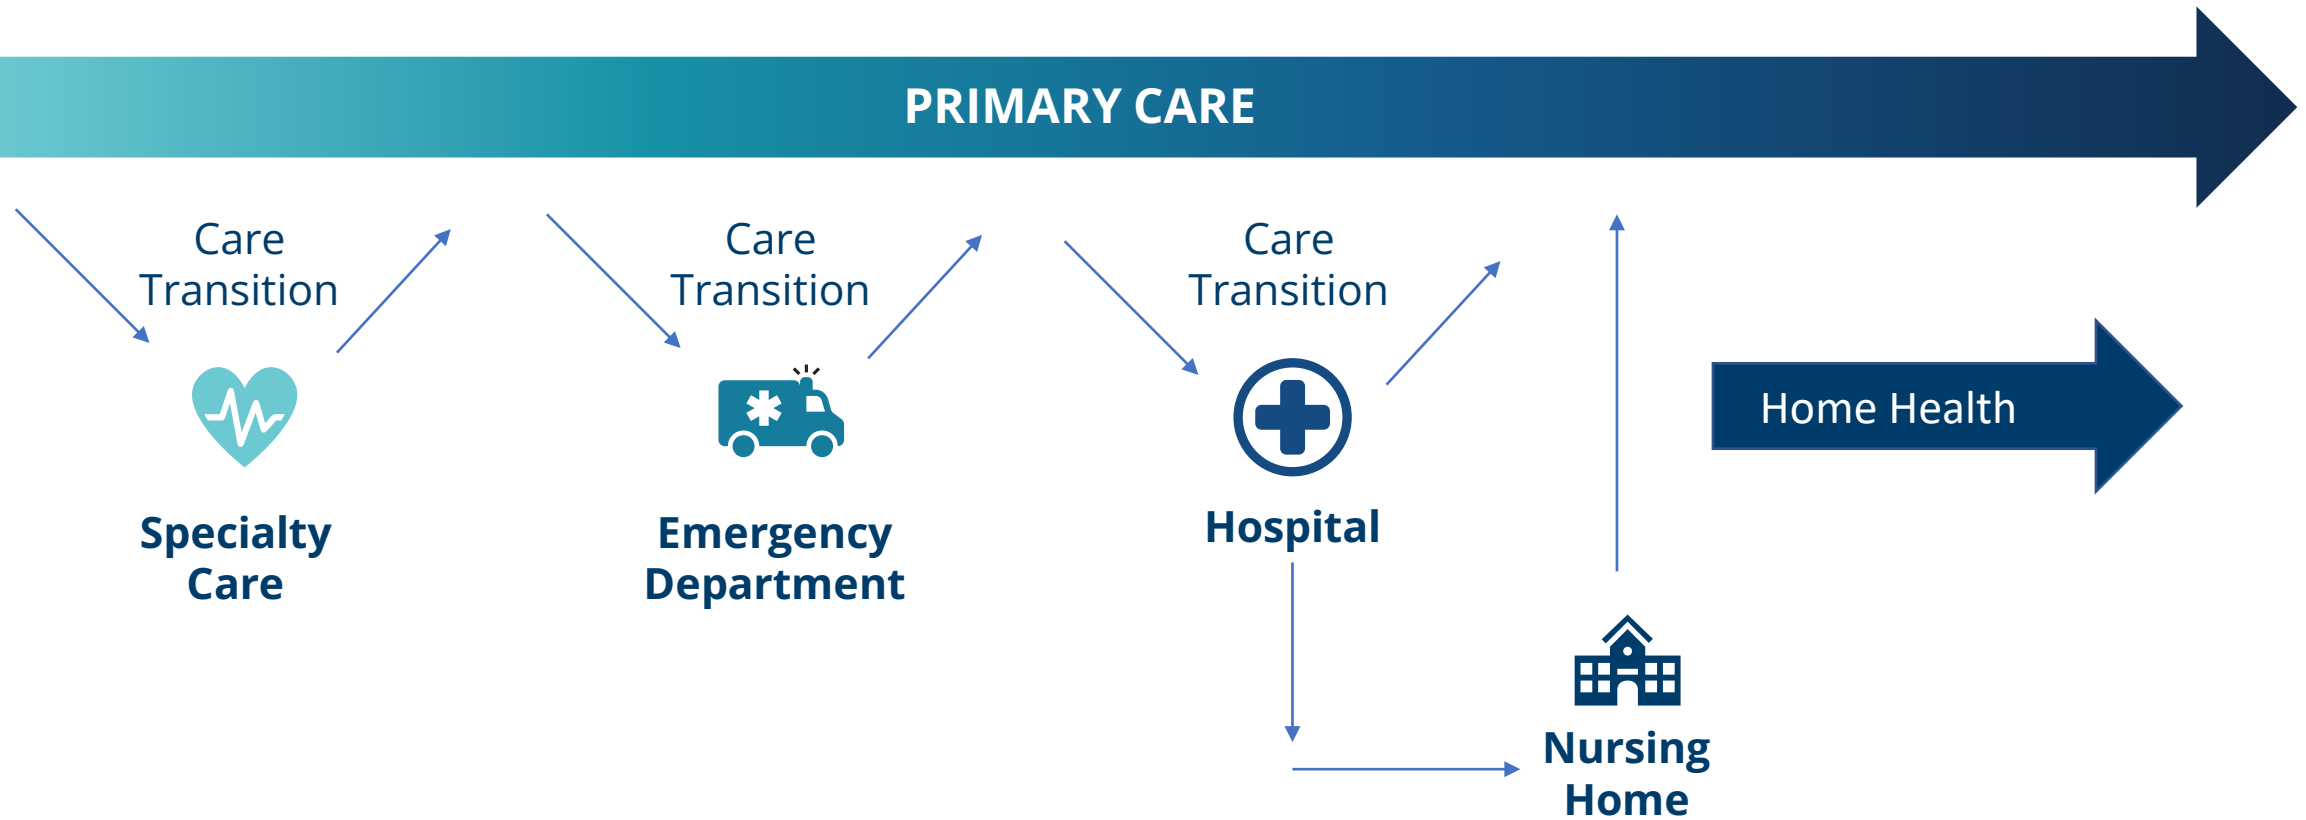 PRIMARY CARE
Care
Transition
Care
Transition
Care
Transition
Specialty
Care
Emergency
Department
Hospital
Home Health
Nursing
Home